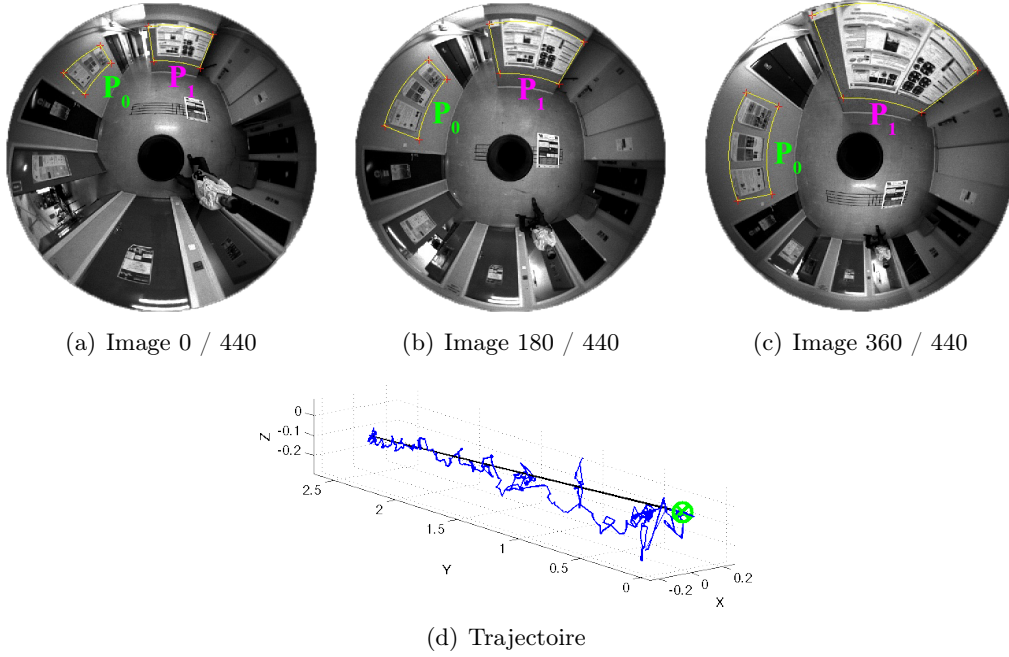 P0
P1
P0
P1
P0
P1
(a) Image 0 / 440
(b) Image 180 / 440
(c) Image 360 / 440
0
-0.1
-0.2
Z
2.5
2
1.5
1
0.5
0
Y
-0.2
0
0.2
X
(d) Trajectoire